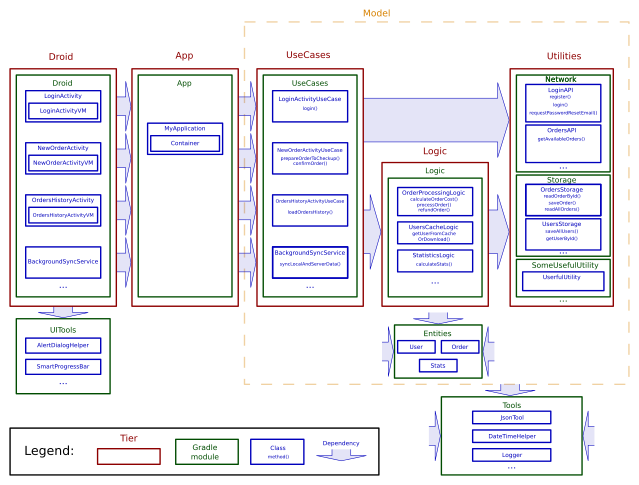 Model
Droid
App
UseCases
Utilities
Droid
LoginActivity
LoginActivityVM
NewOrderActivity
NewOrderActivityVM
OrdersHistoryActivity
OrdersHistoryActivityVM
BackgroundSyncService
...
App
MyApplication
Container
UseCases
LoginActivityUseCase
login()
NewOrderActivityUseCase
prepareOrderToCheckup()
confirmOrder()
OrdersHistoryActivityUseCase
loadOrdersHistory()
BackgroundSyncService
syncLocalAndServerData()
...
Logic
Logic
OrderProcessingLogic
calculateOrderCost()
processOrder()
refundOrder()
UsersCacheLogic
getUserFromCache
OrDownload()
StatisticsLogic
calculateStats()
...
Network
LoginAPI
register()
login()
requestPasswordResetEmail()
OrdersAPI
getAvailableOrders()
...
Storage
OrdersStorage
readOrderById()
saveOrder()
readAllOrders()
UsersStorage
saveAllUsers()
getUserById()
...
SomeUsefulUtility
UserfulUtility
...
UITools
AlertDialogHelper
SmartProgressBar
...
Entities
User
Order
Stats
Tools
JsonTool
DateTimeHelper
Logger
...
Legend:
Tier
Gradle
module
Class
method()
Dependency